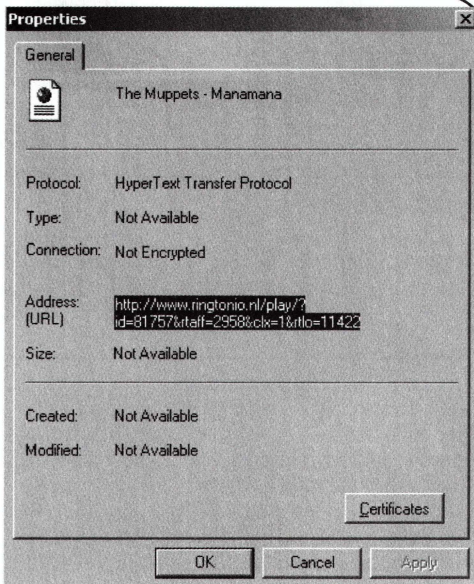 Properties
General
The Muppets - Manamana
Protocol: HyperText Transfer Protocol
Type: Not Available
Connection: Not Encrypted
Address: http://www.ringtonio.nl/play/?
(URL) id=81757&rtaff=2958&clx=1&rtlo=11422
Size: Not Available
Created: Not Available
Modified: Not Available
Certificates
OK Cancel Apply